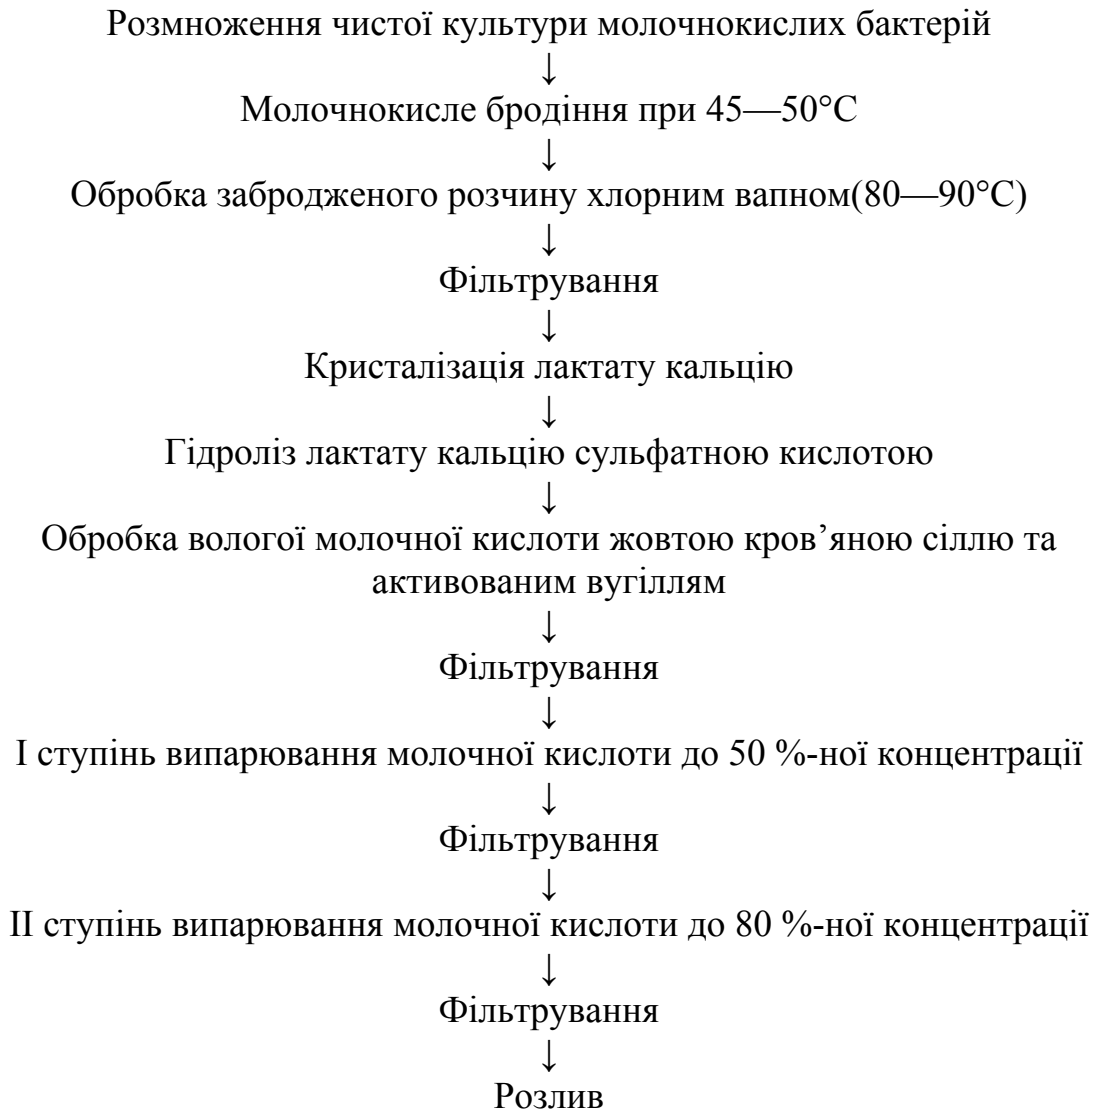 Розмноження чистої культури молочнокислих бактерій
↓
Молочнокисле бродіння при 45—50°С
↓
Обробка забродженого розчину хлорним вапном(80—90°С)
↓
Фільтрування
↓
Кристалізація лактату кальцію
↓
Гідроліз лактату кальцію сульфатною кислотою
↓
Обробка вологої молочної кислоти жовтою кров’яною сіллю та
активованим вугіллям
↓
Фільтрування
↓
І ступінь випарювання молочної кислоти до 50 %-ної концентрації
↓
Фільтрування
↓
ІІ ступінь випарювання молочної кислоти до 80 %-ної концентрації
↓
Фільтрування
↓
Розлив